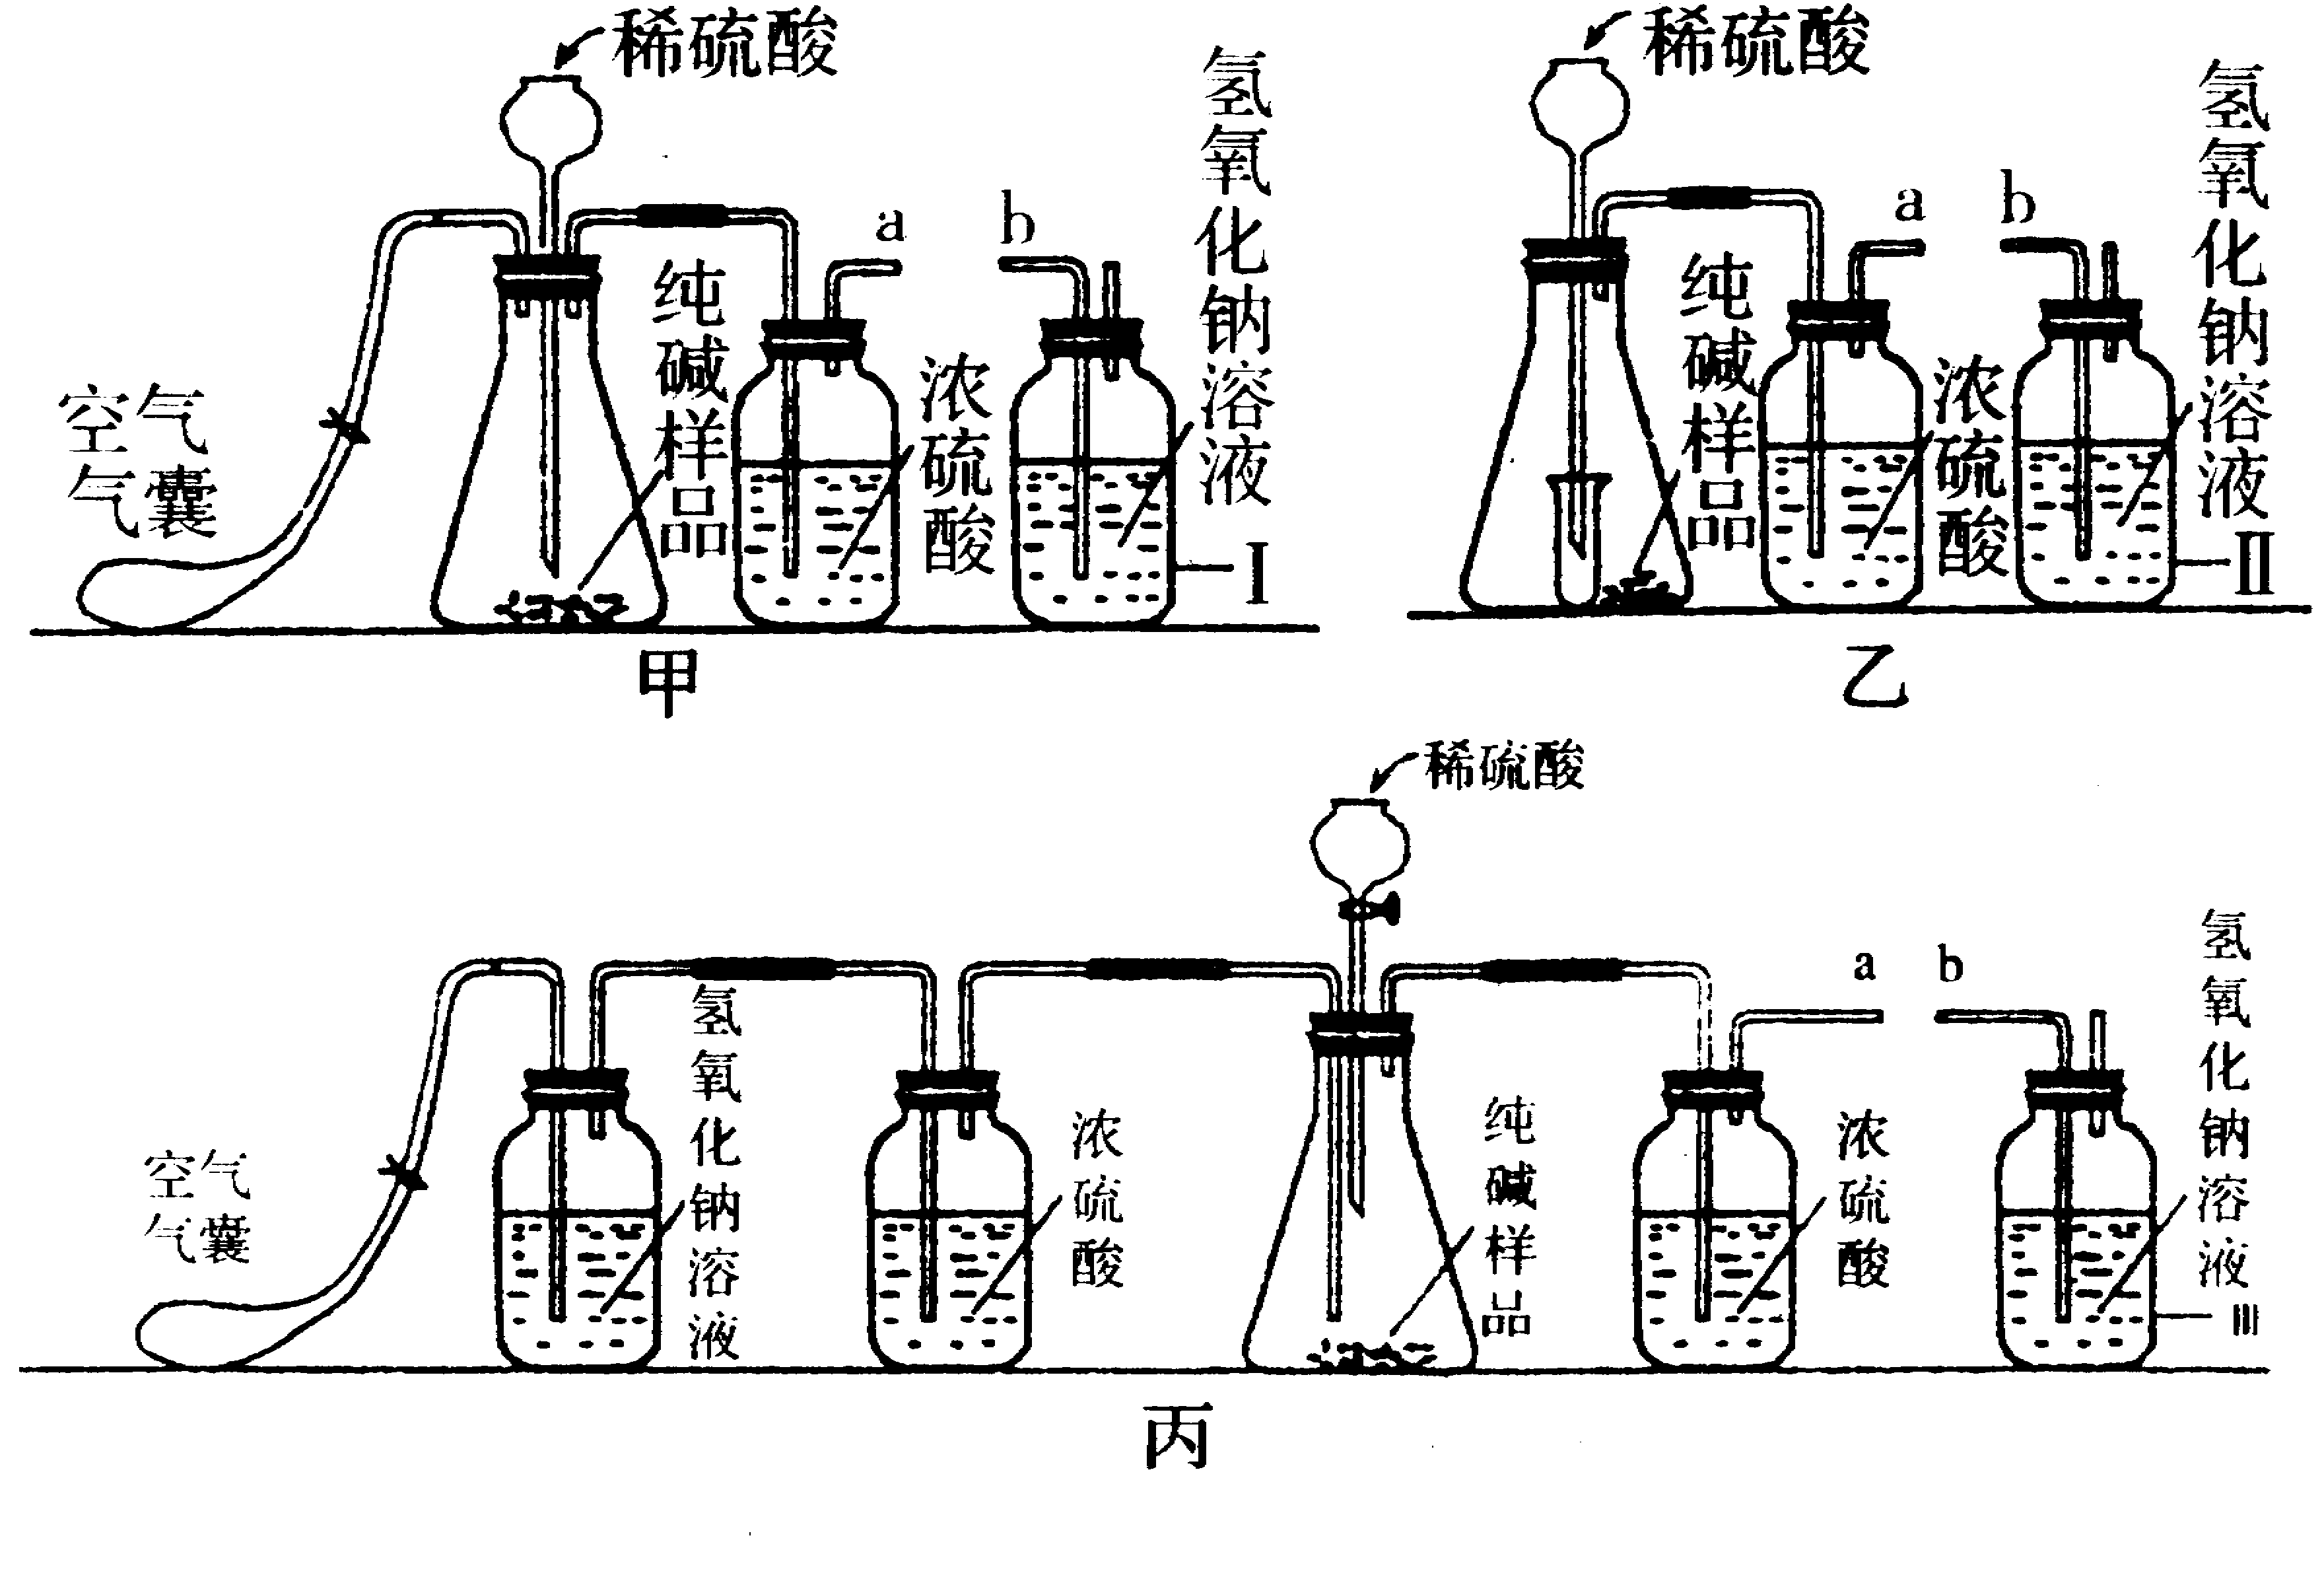 稀硫酸
空气
气囊
纯碱样品
a
浓硫酸
b
氢氧化钠溶液
I
甲
稀硫酸
纯碱样品
a
浓硫酸
b
氢氧化钠溶液
II
乙
稀硫酸
空气
气囊
氢氧化钠溶液
浓硫酸
纯碱样品
a
浓硫酸
b
氢氧化钠溶液
III
丙